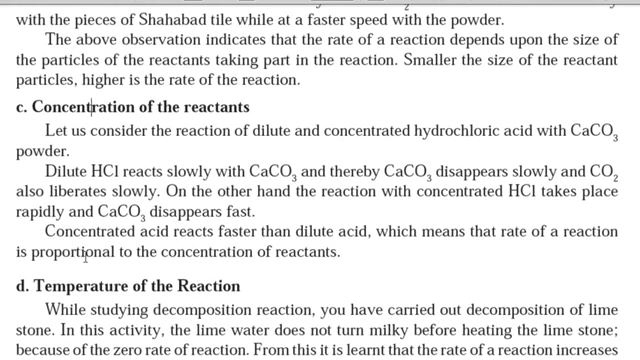 with the pieces of Shahabad tile while at a faster speed with the powder.
The above observation indicates that the rate of a reaction depends upon the size of
the particles of the reactants taking part in the reaction. Smaller the size of the reactant
particles, higher is the rate of the reaction.
c. Concentration of the reactants
Let us consider the reaction of dilute and concentrated hydrochloric acid with CaCO₃
powder.
Dilute HCl reacts slowly with CaCO₃ and thereby CaCO₃ disappears slowly and CO₂
also liberates slowly. On the other hand the reaction with concentrated HCl takes place
rapidly and CaCO₃ disappears fast.
Concentrated acid reacts faster than dilute acid, which means that rate of a reaction
is proportional to the concentration of reactants.
d. Temperature of the Reaction
While studying decomposition reaction, you have carried out decomposition of lime
stone. In this activity, the lime water does not turn milky before heating the lime stone;
because of the zero rate of reaction. From this it is learnt that the rate of a reaction increases